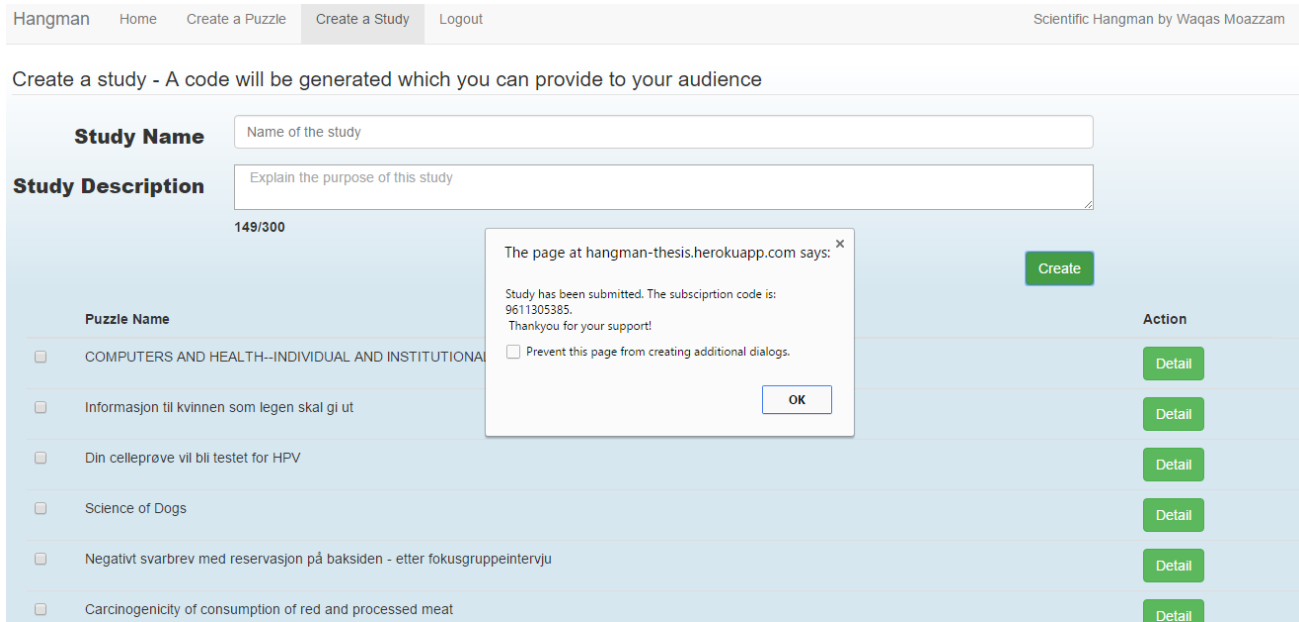 Hangman Home Create a Puzzle Create a Study Logout Scientific Hangman by Waqas Moazzam
Create a study - A code will be generated which you can provide to your audience
Study Name Name of the study
Study Description Explain the purpose of this study
149/300
The page at hangman-thesis.herokuapp.com says:
Study has been submitted. The subsciprtion code is:
9611305385.
Thankyou for your support!
Prevent this page from creating additional dialogs.
OK
Create
Puzzle Name Action
COMPUTERS AND HEALTH--INDIVIDUAL AND INSTITUTIONAL Detail
Informasjon til kvinnen som legen skal gi ut Detail
Din celleprøve vil bli testet for HPV Detail
Science of Dogs Detail
Negativt svarbrev med reservasjon på baksiden - etter fokusgruppeintervju Detail
Carcinogenicity of consumption of red and processed meat Detail